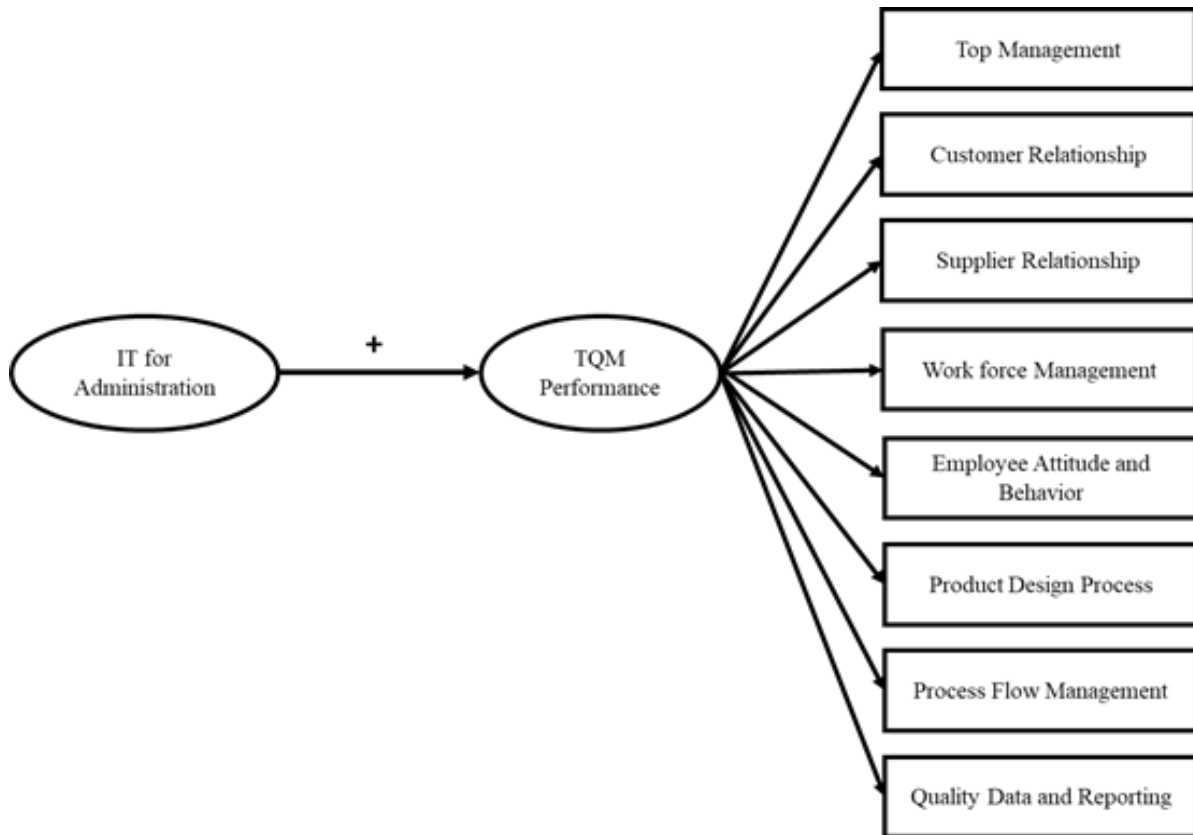 Top Management
Customer Relationship
Supplier Relationship
IT for
Administration
+
TQM
Performance
Work force Management
Employee Attitude and
Behavior
Product Design Process
Process Flow Management
Quality Data and Reporting